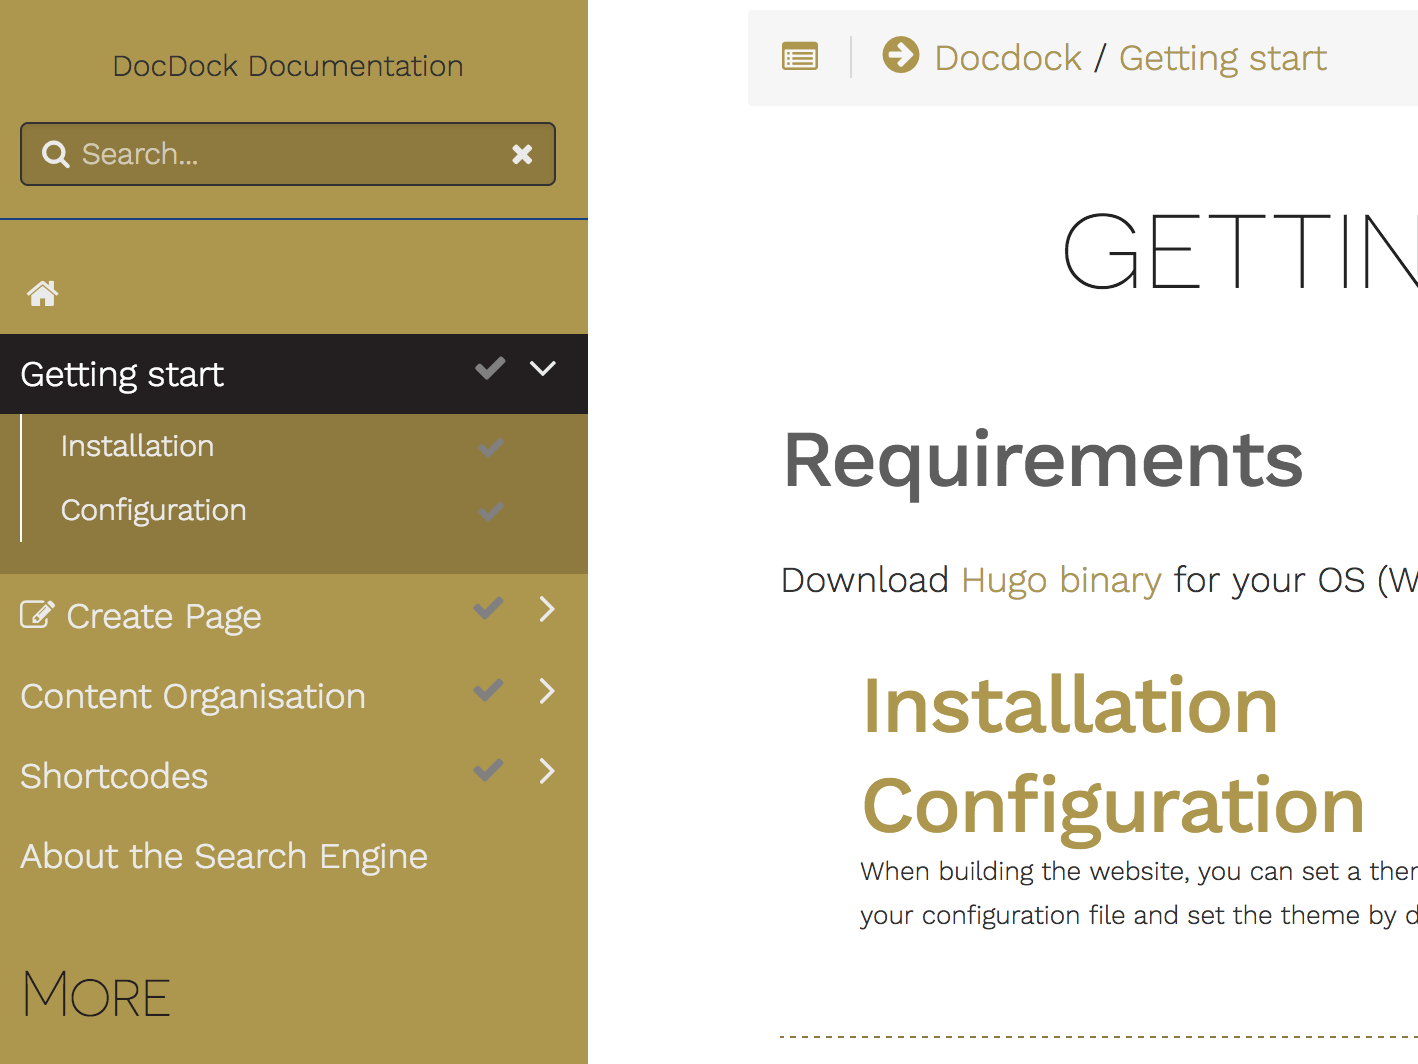 DocDock Documentation
Search...
Getting start
Installation
Configuration
Create Page
Content Organisation
Shortcodes
About the Search Engine
More
Docdock / Getting start
GETTIN
Requirements
Download Hugo binary for your OS (W
Installation
Configuration
When building the website, you can set a
your configuration file and set the theme by